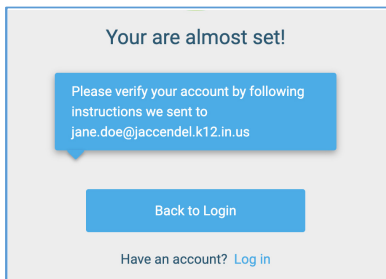 Your are almost set!
Please verify your account by following
instructions we sent to
jane.doe@jaccendel.k12.in.us
Back to Login
Have an account? Log in